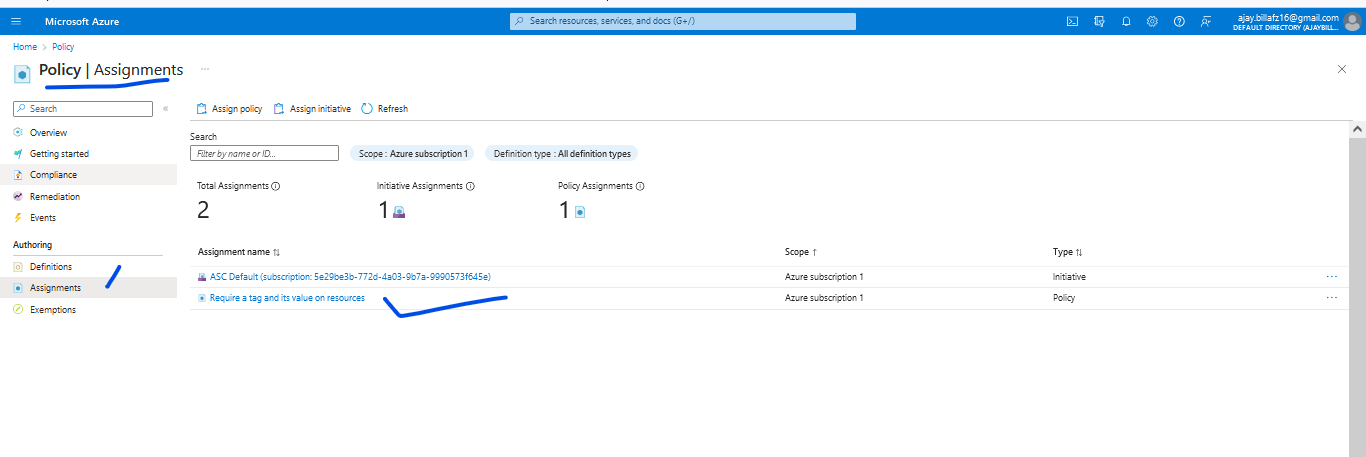 Microsoft Azure
Search resources, services, and docs (G+/)
ajay.billafz16@gmail.com
DEFAULT DIRECTORY (AJAYBILL...
Home > Policy
Policy | Assignments ...
Search
Overview
Getting started
Compliance
Remediation
Events
Authoring
Definitions
Assignments
Exemptions
Assign policy Assign initiative Refresh
Search
Filter by name or ID...
Scope : Azure subscription 1
Definition type : All definition types
Total Assignments
2
Initiative Assignments
1
Policy Assignments
1
Assignment name Scope Type
ASC Default (subscription: 5e29be3b-772d-4a03-9b7a-9990573f645e) Azure subscription 1 Initiative ...
Require a tag and its value on resources Azure subscription 1 Policy ...